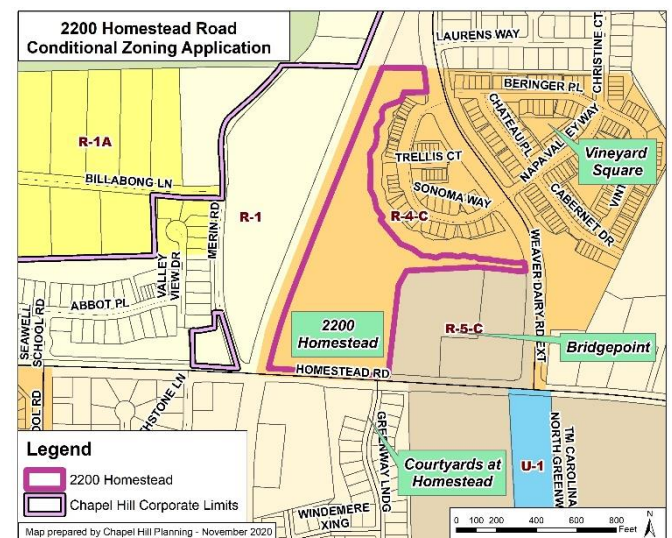 2200 Homestead Road
Conditional Zoning Application
LAURENS WAY
CHRISTINE CT
BERINGER PL
CHATEAU PL
NAPA VALLEY WAY
Vineyard
Square
R-1A
TRELLIS CT
CABERNET DR
BILLABONG LN
R-1
SONOMA WAY
MERIN RD
R-4-C
VALLEY
VIEW DR
WEAVER DAIRY RD EXT
ABBOT PL
SEAWELL
SCHOOL RD
2200
Homestead
R-5-C
Bridgepoint
HOMESTEAD RD
GREENWAY LNDG
Courtyards at
Homestead
U-1
WINDEMERE
XING
Legend
2200 Homestead
Chapel Hill Corporate Limits
0 100 200 400 600 800
Feet
N
Map prepared by Chapel Hill Planning - November 2020